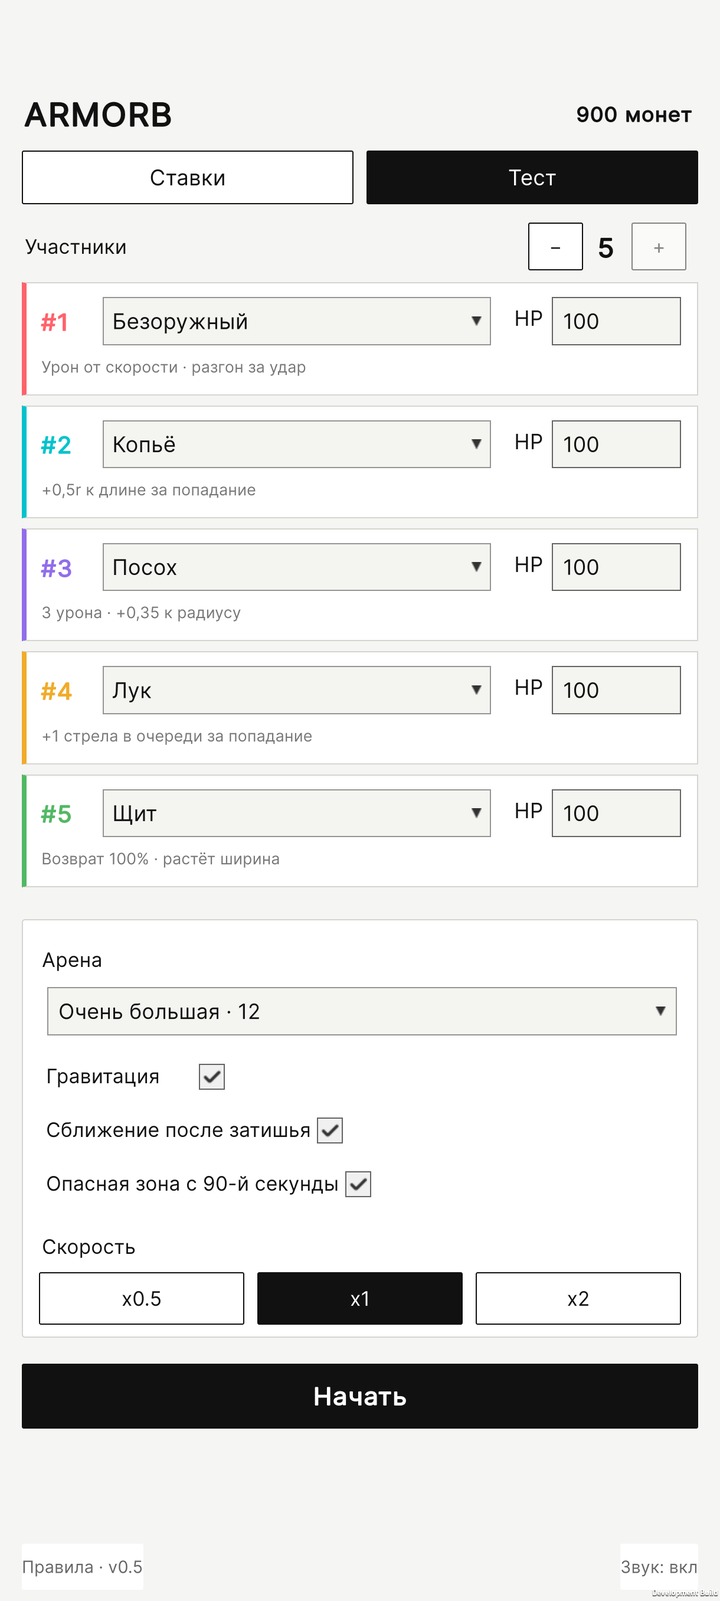 ARMORB
900 монет
Ставки
Тест
Участники
− 5 +
#1 Безоружный ▼ HP 100
Урон от скорости · разгон за удар
#2 Копьё ▼ HP 100
+0,5r к длине за попадание
#3 Посох ▼ HP 100
3 урона · +0,35 к радиусу
#4 Лук ▼ HP 100
+1 стрела в очереди за попадание
#5 Щит ▼ HP 100
Возврат 100% · растёт ширина
Арена
Очень большая · 12 ▼
Гравитация
Сближение после затишья
Опасная зона с 90-й секунды
Скорость
x0.5 x1 x2
Начать
Правила · v0.5
Звук: вкл
Development Build